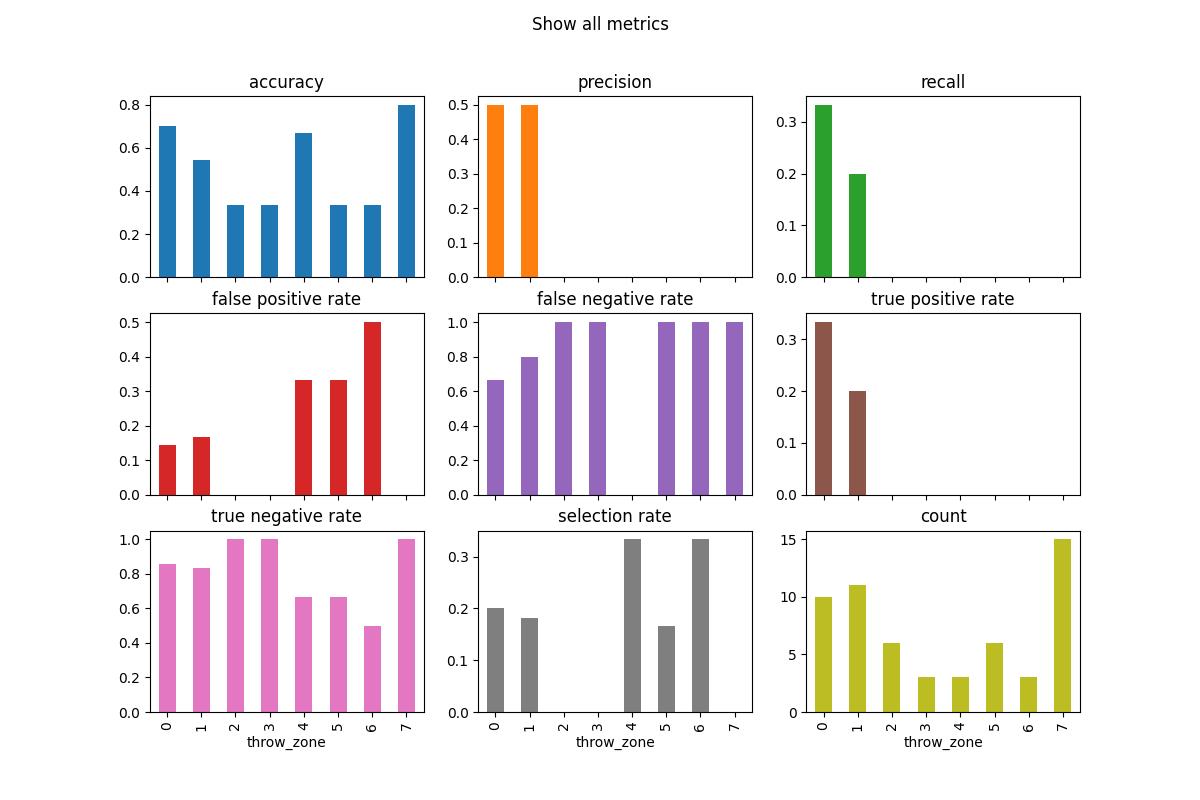 Show all metrics
accuracy
0.8
0.6
0.4
0.2
0.0
precision
0.5
0.4
0.3
0.2
0.1
0.0
recall
0.3
0.2
0.1
0.0
false positive rate
0.5
0.4
0.3
0.2
0.1
0.0
false negative rate
1.0
0.8
0.6
0.4
0.2
0.0
true positive rate
0.3
0.2
0.1
0.0
true negative rate
1.0
0.8
0.6
0.4
0.2
0.0
0 1 2 3 4 5 6 7
throw_zone
selection rate
0.3
0.2
0.1
0.0
0 1 2 3 4 5 6 7
throw_zone
count
15
10
5
0
0 1 2 3 4 5 6 7
throw_zone